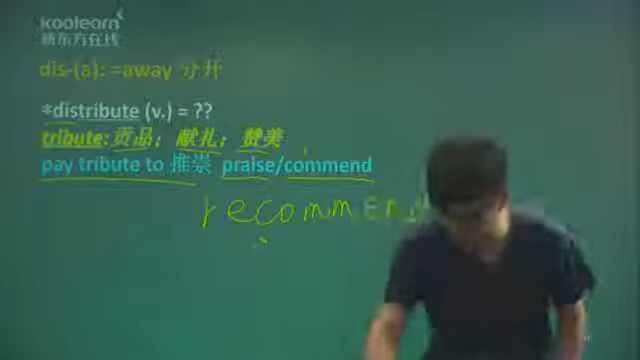 koolearn
新东方在线
dis-(a): =away 分开
*distribute (v.) = ??
tribute: 贡品; 献礼; 赞美
pay tribute to 推崇 praise/commend
recommend